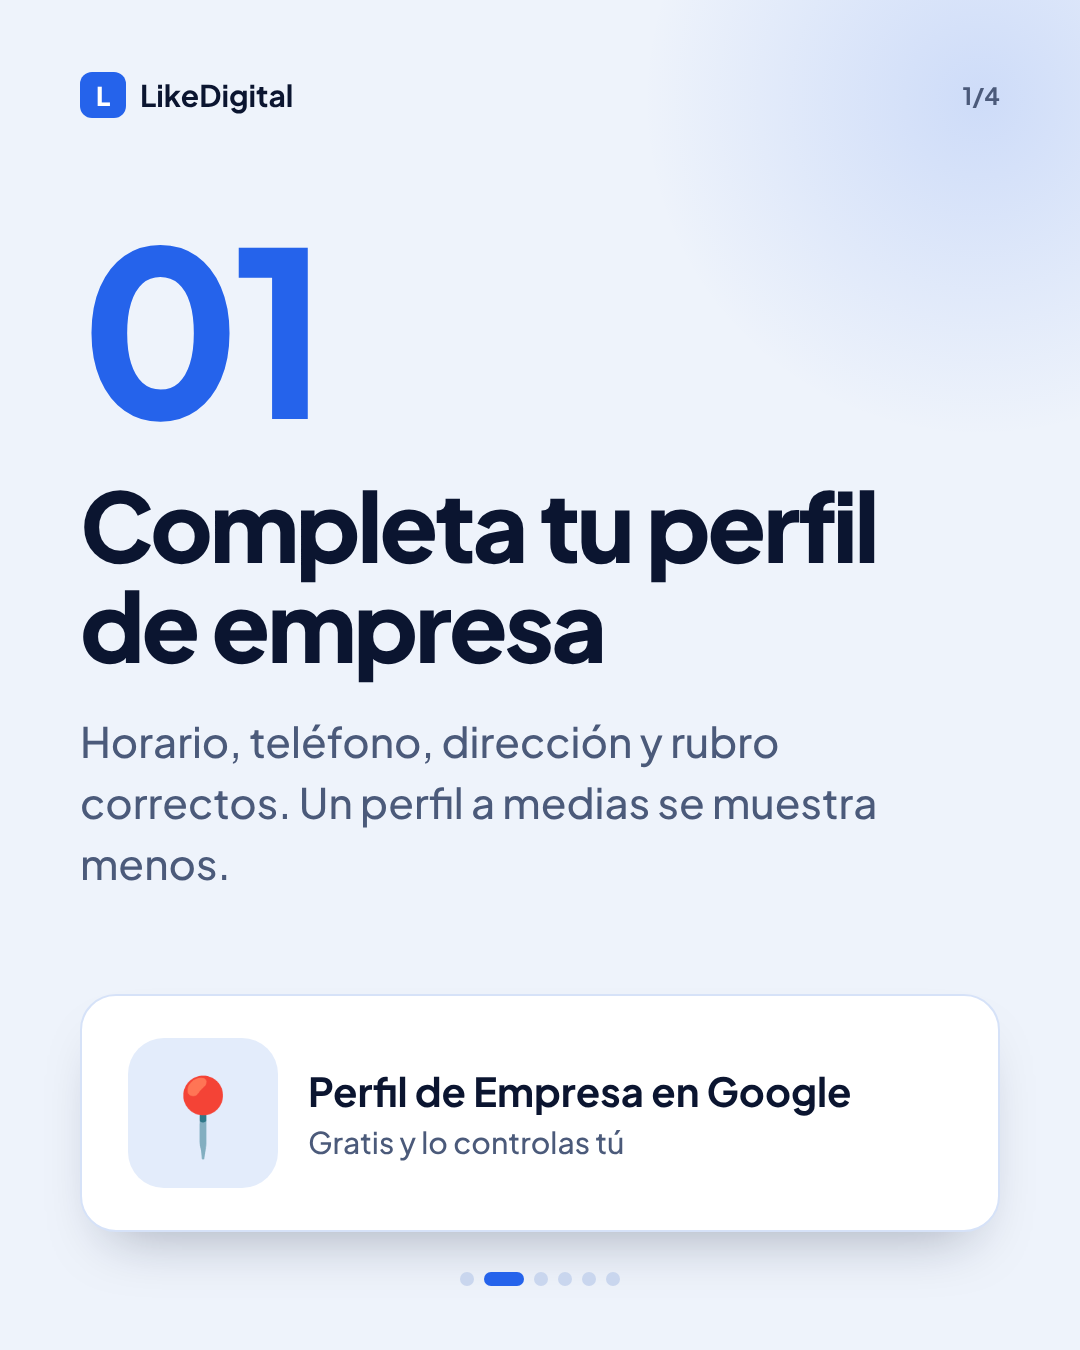 L LikeDigital
1/4
01
Completa tu perfil
de empresa
Horario, teléfono, dirección y rubro
correctos. Un perfil a medias se muestra
menos.
Perfil de Empresa en Google
Gratis y lo controlas tú